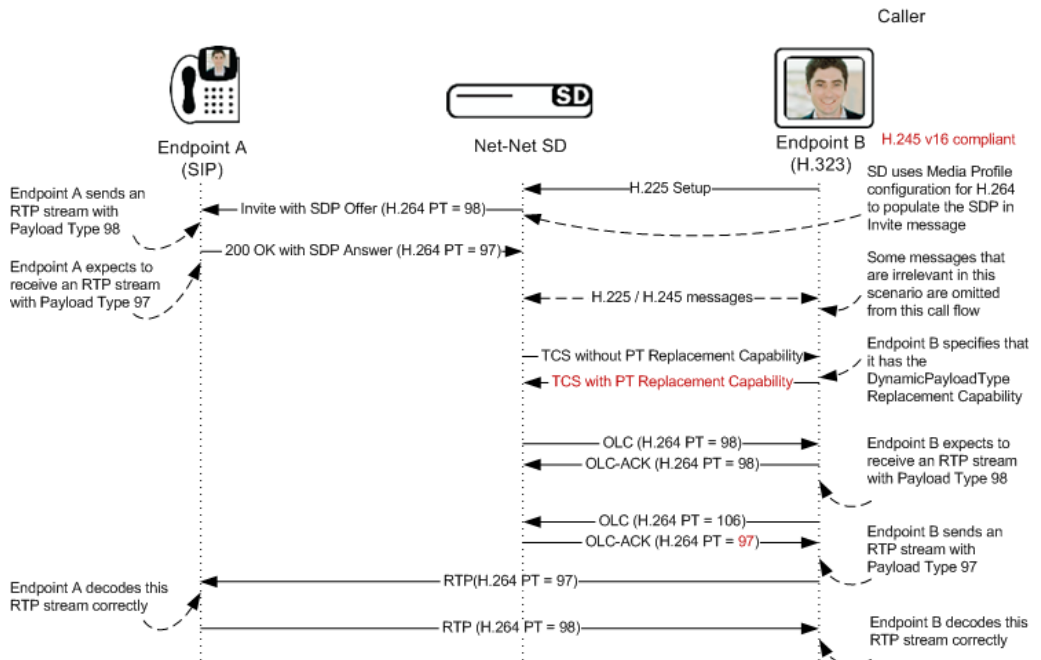 Caller
SD
Endpoint A
(SIP)
Net-Net SD
Endpoint B
(H.323)
H.245 v16 compliant
Endpoint A sends an
RTP stream with
Payload Type 98
H.225 Setup
SD uses Media Profile
configuration for H.264
to populate the SDP in
Invite message
Invite with SDP Offer (H.264 PT = 98)
200 OK with SDP Answer (H.264 PT = 97)
Endpoint A expects to
receive an RTP stream
with Payload Type 97
H.225 / H.245 messages
Some messages that
are irrelevant in this
scenario are omitted
from this call flow
TCS without PT Replacement Capability
TCS with PT Replacement Capability
Endpoint B specifies that
it has the
DynamicPayloadType
Replacement Capability
OLC (H.264 PT = 98)
OLC-ACK (H.264 PT = 98)
Endpoint B expects to
receive an RTP stream
with Payload Type 98
OLC (H.264 PT = 106)
OLC-ACK (H.264 PT = 97)
Endpoint B sends an
RTP stream with
Payload Type 97
RTP(H.264 PT = 97)
Endpoint A decodes this
RTP stream correctly
RTP (H.264 PT = 98)
Endpoint B decodes this
RTP stream correctly